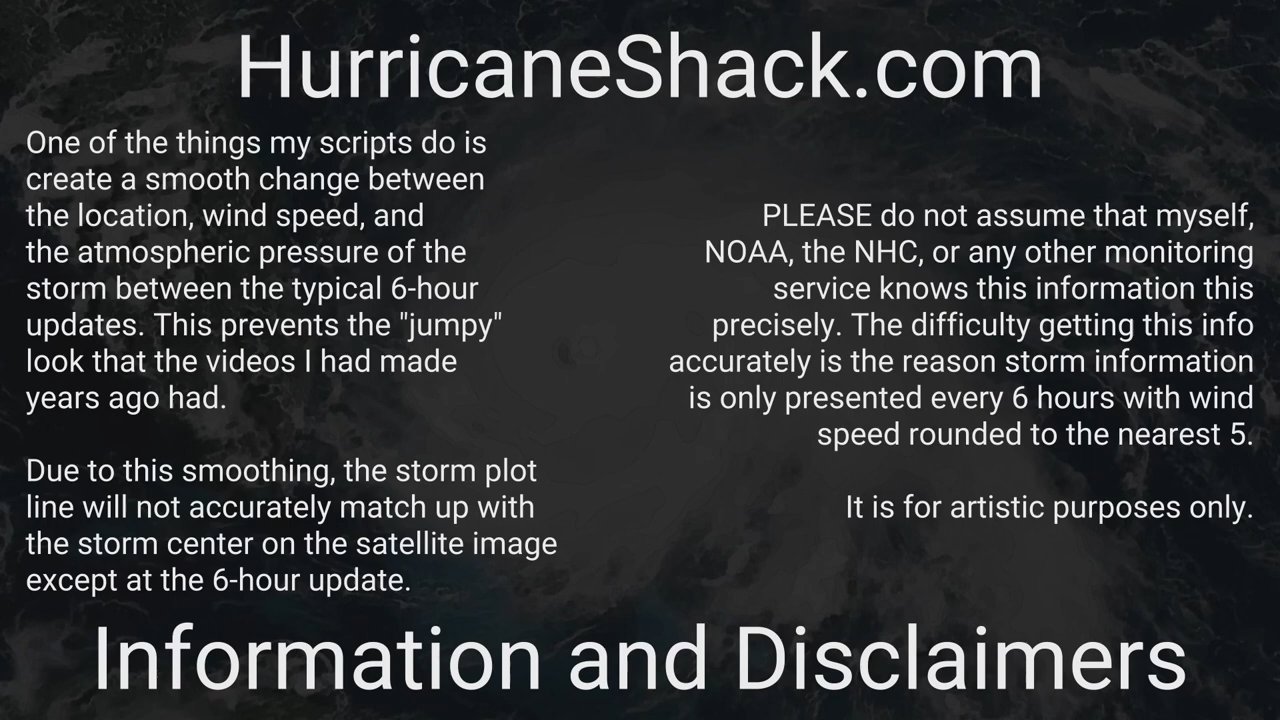 HurricaneShack.com
One of the things my scripts do is
create a smooth change between
the location, wind speed, and
the atmospheric pressure of the
storm between the typical 6-hour
updates. This prevents the "jumpy"
look that the videos I had made
years ago had.
Due to this smoothing, the storm plot
line will not accurately match up with
the storm center on the satellite image
except at the 6-hour update.
PLEASE do not assume that myself,
NOAA, the NHC, or any other monitoring
service knows this information this
precisely. The difficulty getting this info
accurately is the reason storm information
is only presented every 6 hours with wind
speed rounded to the nearest 5.
It is for artistic purposes only.
Information and Disclaimers